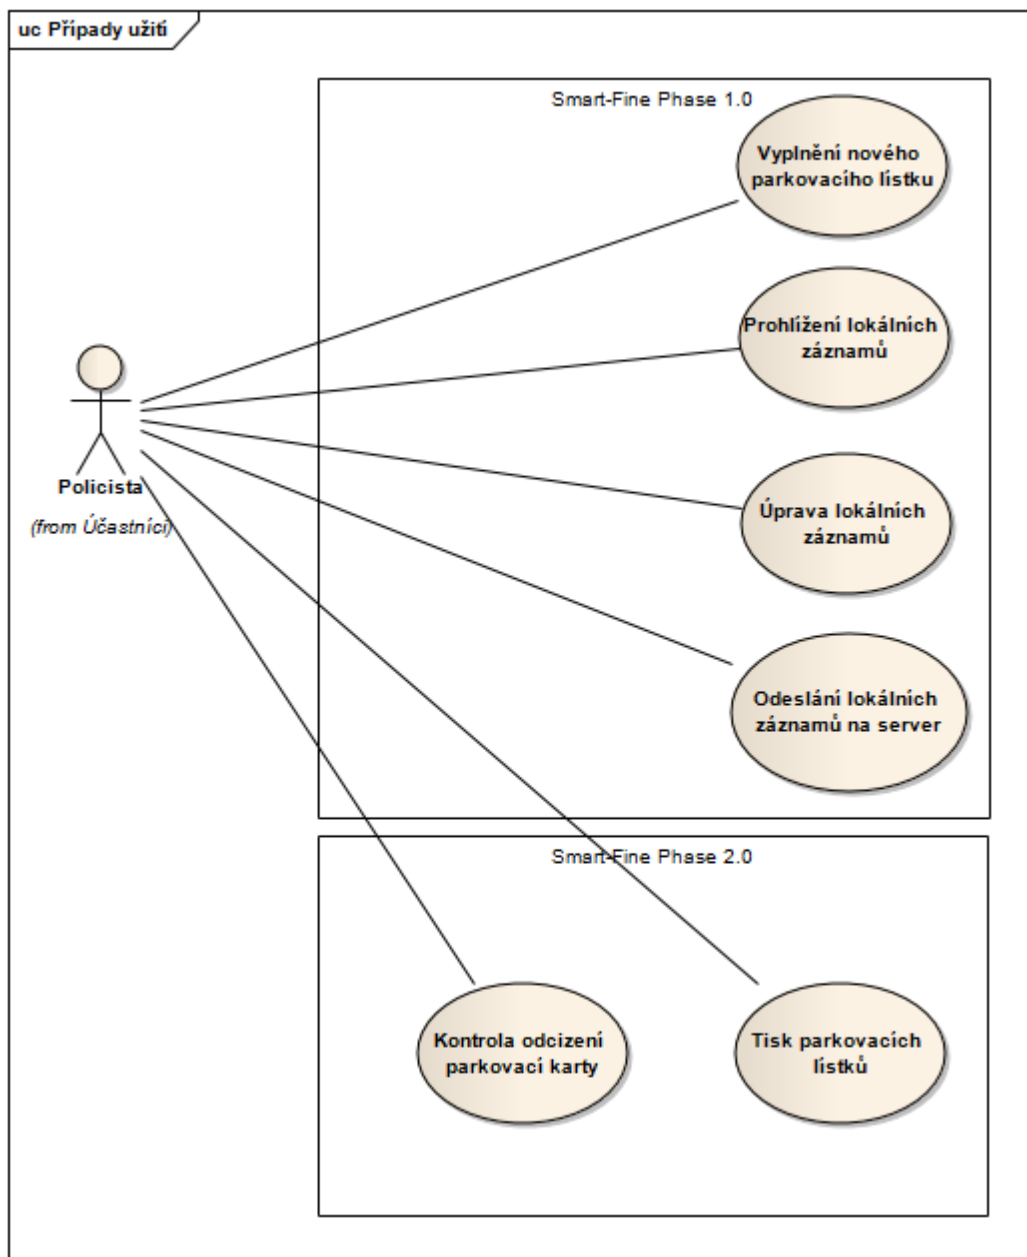 uc Případy užití
Smart-Fine Phase 1.0
Vyplnění nového
parkovacího lístku
Prohlížení lokálních
záznamů
Policista
(from Účastníci)
Úprava lokálních
záznamů
Odeslání lokálních
záznamů na server
Smart-Fine Phase 2.0
Kontrola odcizení
parkovací karty
Tisk parkovacích
lístků